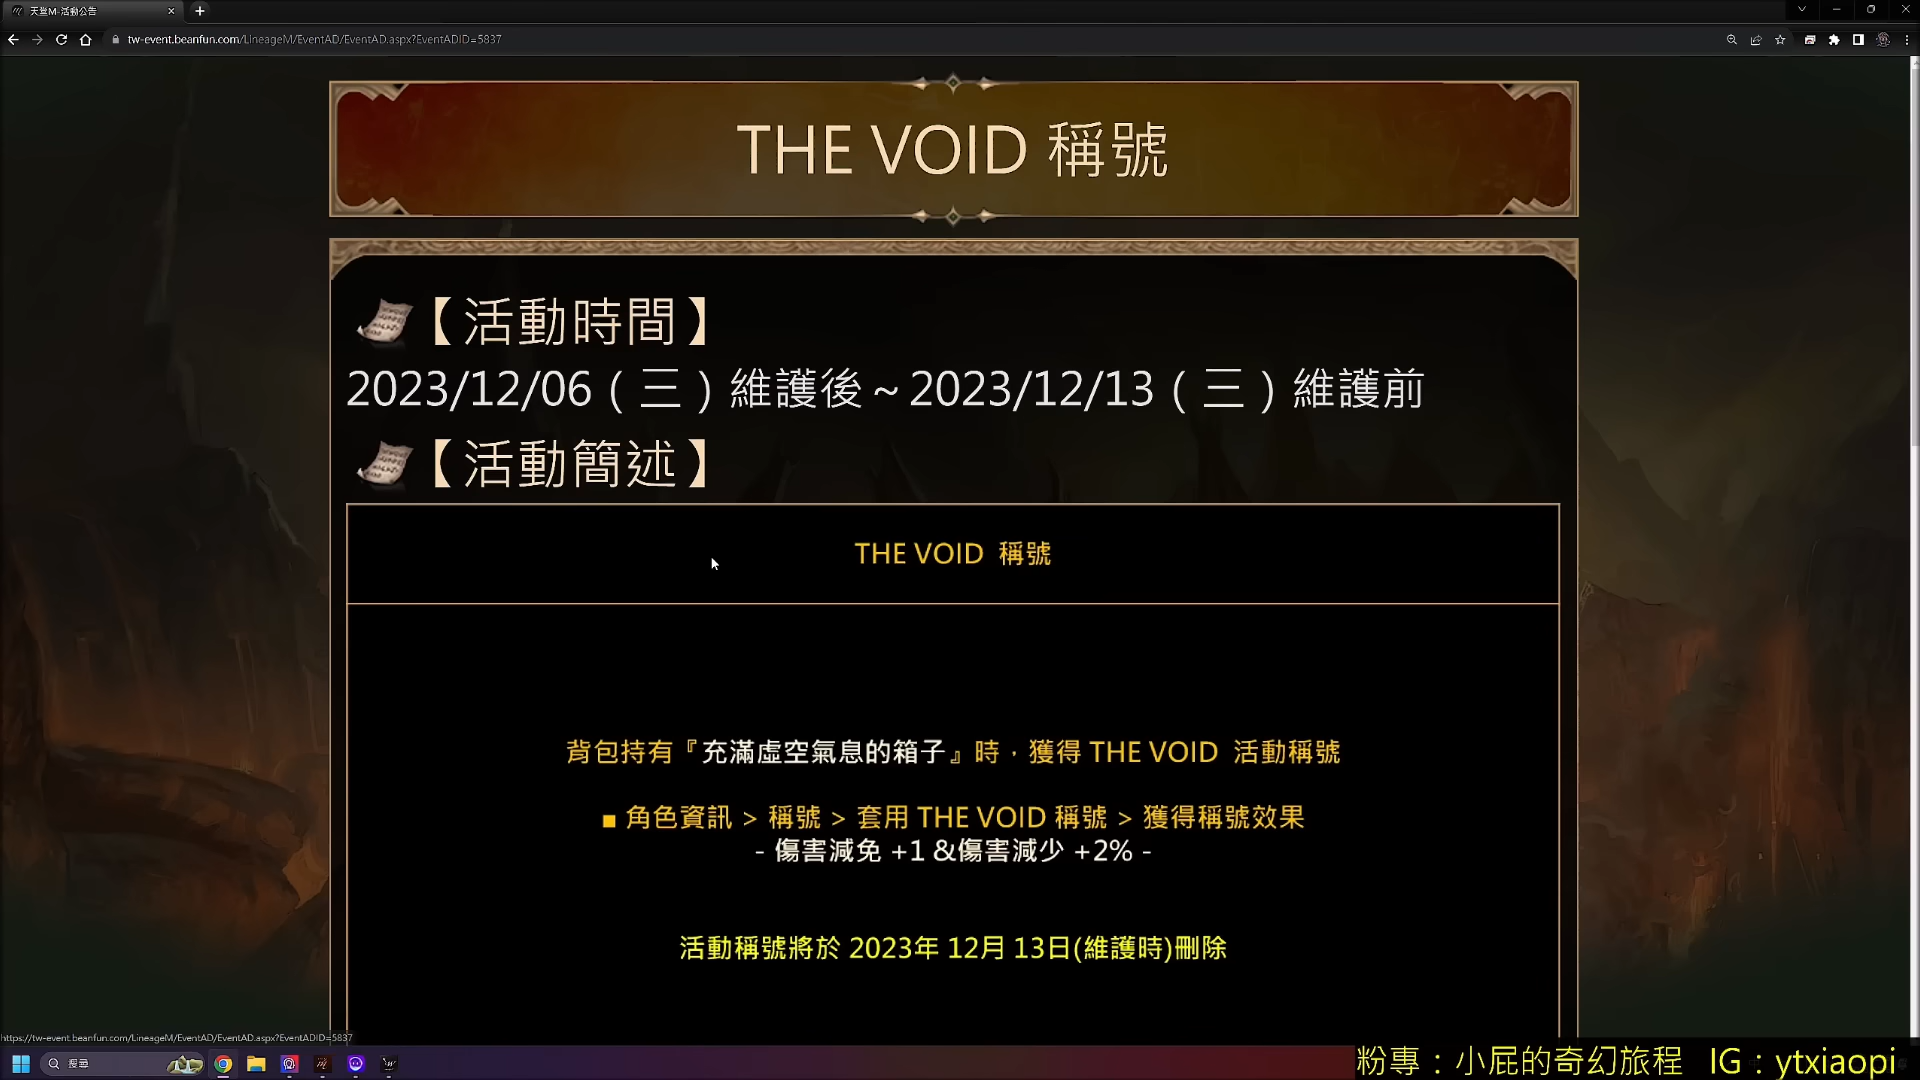 天堂M-活動公告
tw-event.beanfun.com/LineageM/EventAD/EventAD.aspx?EventADID=5837
THE VOID 稱號
【活動時間】
2023/12/06（三）維護後～2023/12/13（三）維護前
【活動簡述】
THE VOID 稱號
背包持有『充滿虛空氣息的箱子』時，獲得 THE VOID 活動稱號
■ 角色資訊 > 稱號 > 套用 THE VOID 稱號 > 獲得稱號效果
- 傷害減免 +1 &傷害減少 +2% -
活動稱號將於 2023年 12月 13日(維護時)刪除
https://tw-event.beanfun.com/LineageM/EventAD/EventAD.aspx?EventADID=5837
搜尋
粉專：小屁的奇幻旅程 IG：ytxiaopi